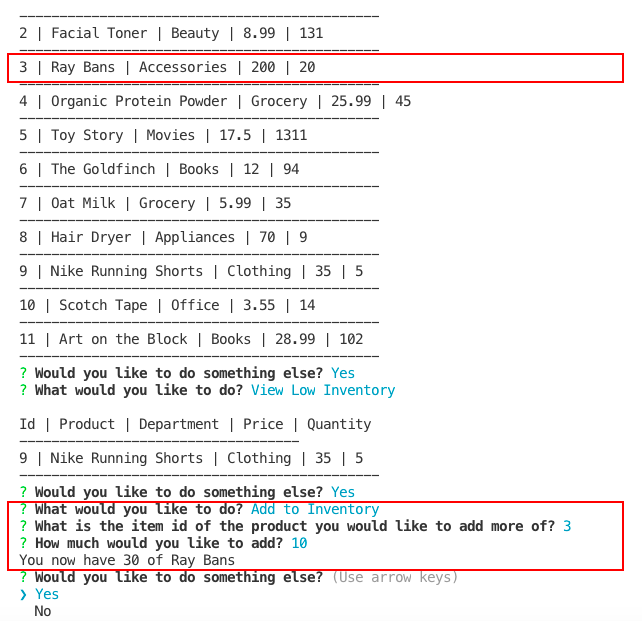 2 | Facial Toner | Beauty | 8.99 | 131
3 | Ray Bans | Accessories | 200 | 20
4 | Organic Protein Powder | Grocery | 25.99 | 45
5 | Toy Story | Movies | 17.5 | 1311
6 | The Goldfinch | Books | 12 | 94
7 | Oat Milk | Grocery | 5.99 | 35
8 | Hair Dryer | Appliances | 70 | 9
9 | Nike Running Shorts | Clothing | 35 | 5
10 | Scotch Tape | Office | 3.55 | 14
11 | Art on the Block | Books | 28.99 | 102
? Would you like to do something else? Yes
? What would you like to do? View Low Inventory
Id | Product | Department | Price | Quantity
9 | Nike Running Shorts | Clothing | 35 | 5
? Would you like to do something else? Yes
? What would you like to do? Add to Inventory
? What is the item id of the product you would like to add more of? 3
? How much would you like to add? 10
You now have 30 of Ray Bans
? Would you like to do something else? (Use arrow keys)
❯ Yes
No